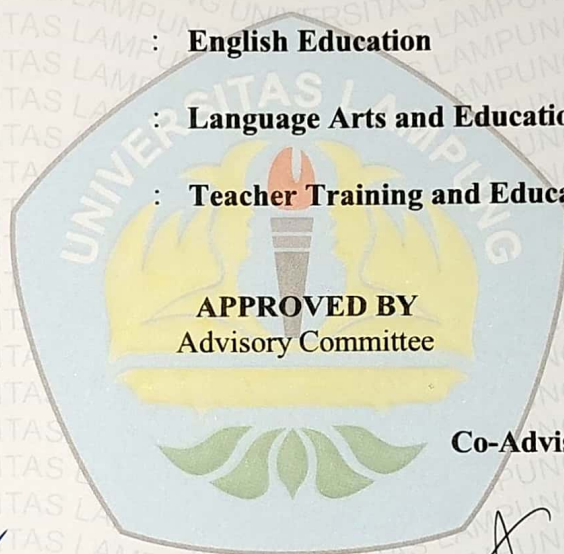 : English Education
: Language Arts and Educatio
: Teacher Training and Educa
UNIVERSITAS LAMPUNG
APPROVED BY
Advisory Committee
Co-Advis